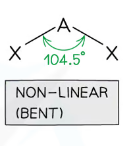 A
X X
104.5°
NON-LINEAR
(BENT)